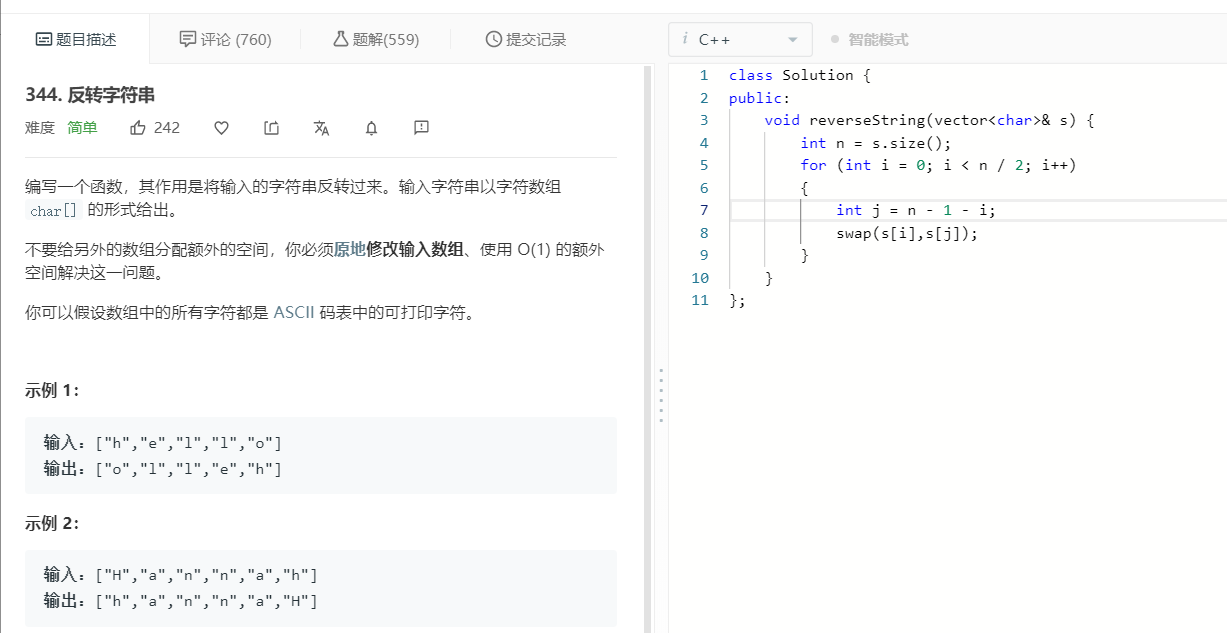 题目描述
评论 (760)
题解(559)
提交记录
i C++
智能模式
344. 反转字符串
难度 简单 242
编写一个函数，其作用是将输入的字符串反转过来。输入字符串以字符数组
char[] 的形式给出。
不要给另外的数组分配额外的空间，你必须原地修改输入数组、使用 O(1) 的额外
空间解决这一问题。
你可以假设数组中的所有字符都是 ASCII 码表中的可打印字符。
示例 1：
输入：["h","e","l","l","o"]
输出：["o","l","l","e","h"]
示例 2：
输入：["H","a","n","n","a","h"]
输出：["h","a","n","n","a","H"]
1 class Solution {
2 public:
3 void reverseString(vector<char>& s) {
4 int n = s.size();
5 for (int i = 0; i < n / 2; i++)
6 {
7 int j = n - 1 - i;
8 swap(s[i],s[j]);
9 }
10 }
11 };